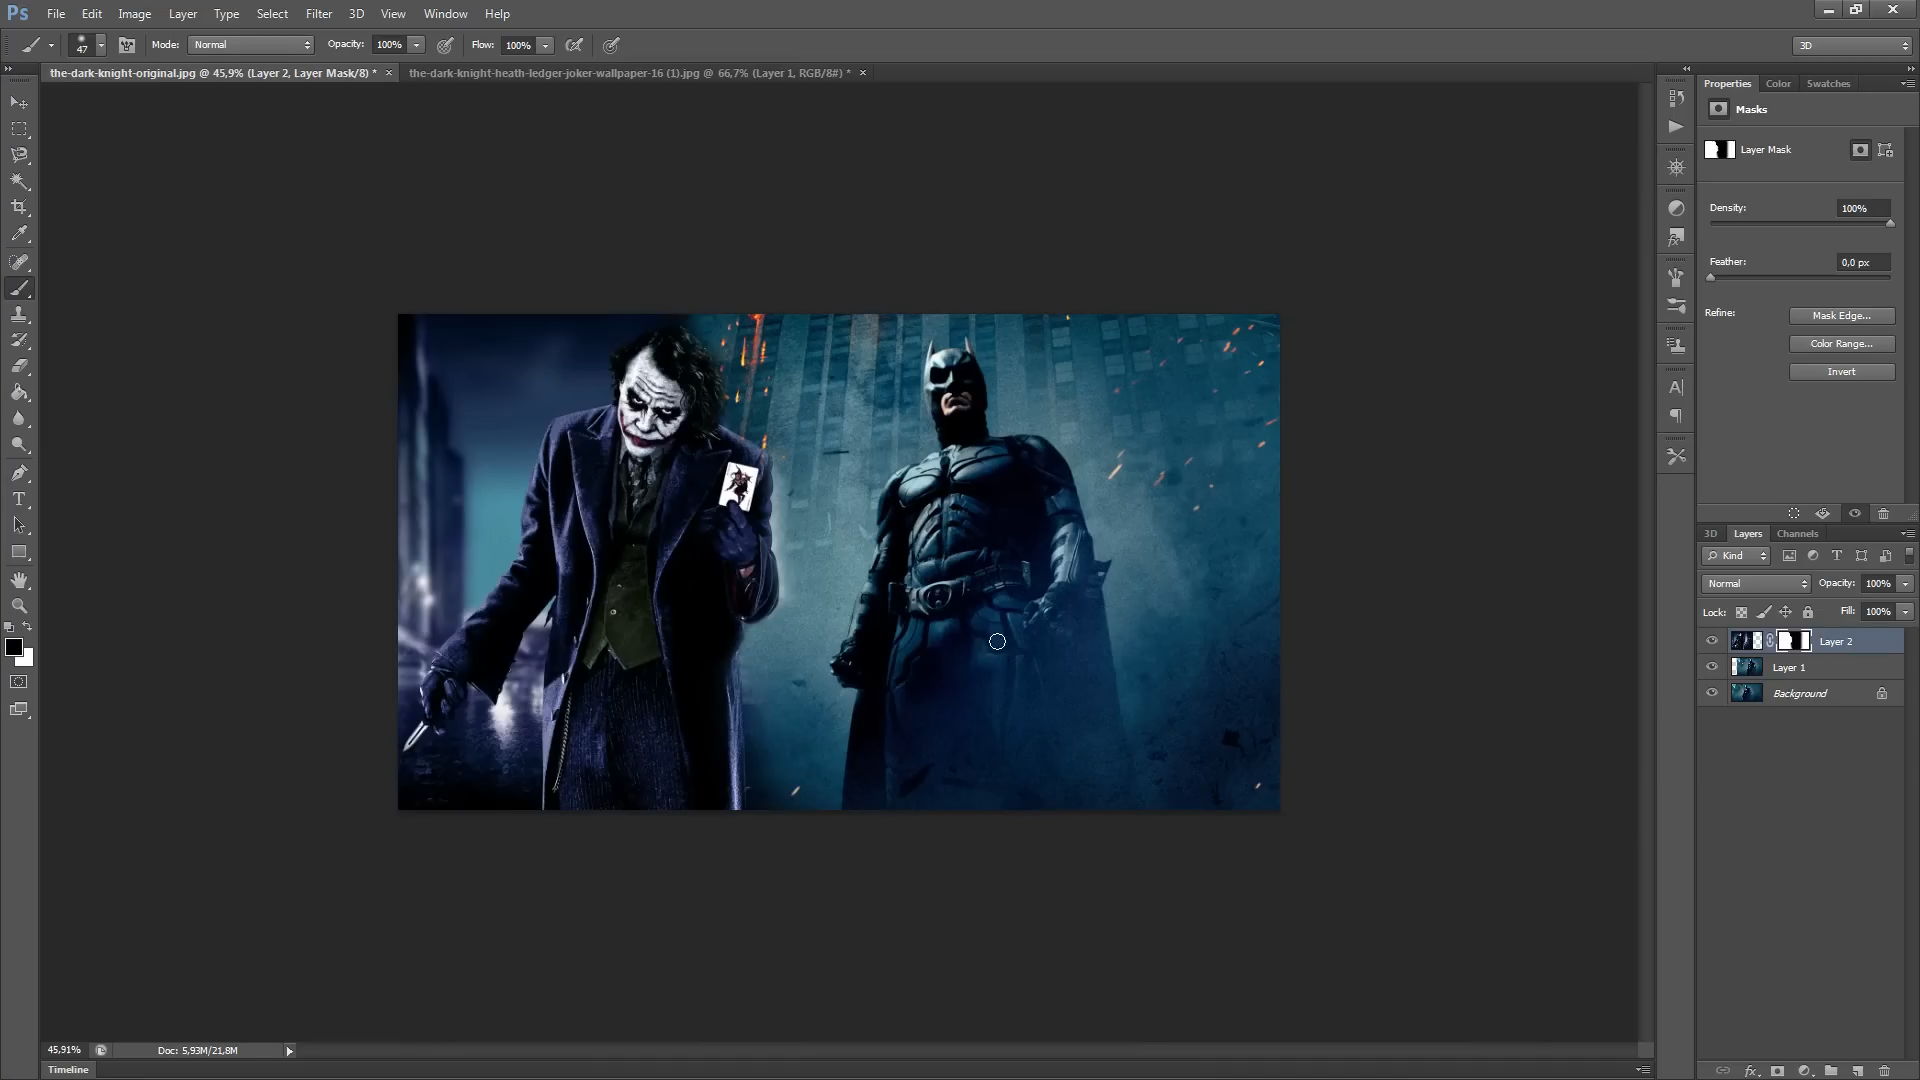 Ps File Edit Image Layer Type Select Filter 3D View Window Help
47 Mode: Normal Opacity: 100% Flow: 100% 3D
the-dark-knight-original.jpg @ 45,9% (Layer 2, Layer Mask/8) * × the-dark-knight-heath-ledger-joker-wallpaper-16 (1).jpg @ 66,7% (Layer 1, RGB/8#) * ×
Properties Color Swatches
Masks
Layer Mask
Density: 100%
Feather: 0,0 px
Refine: Mask Edge...
Color Range...
Invert
3D Layers Channels
Kind
Normal Opacity: 100%
Lock: Fill: 100%
Layer 2
Layer 1
Background
45,91% Doc: 5,93M/21,8M
Timeline